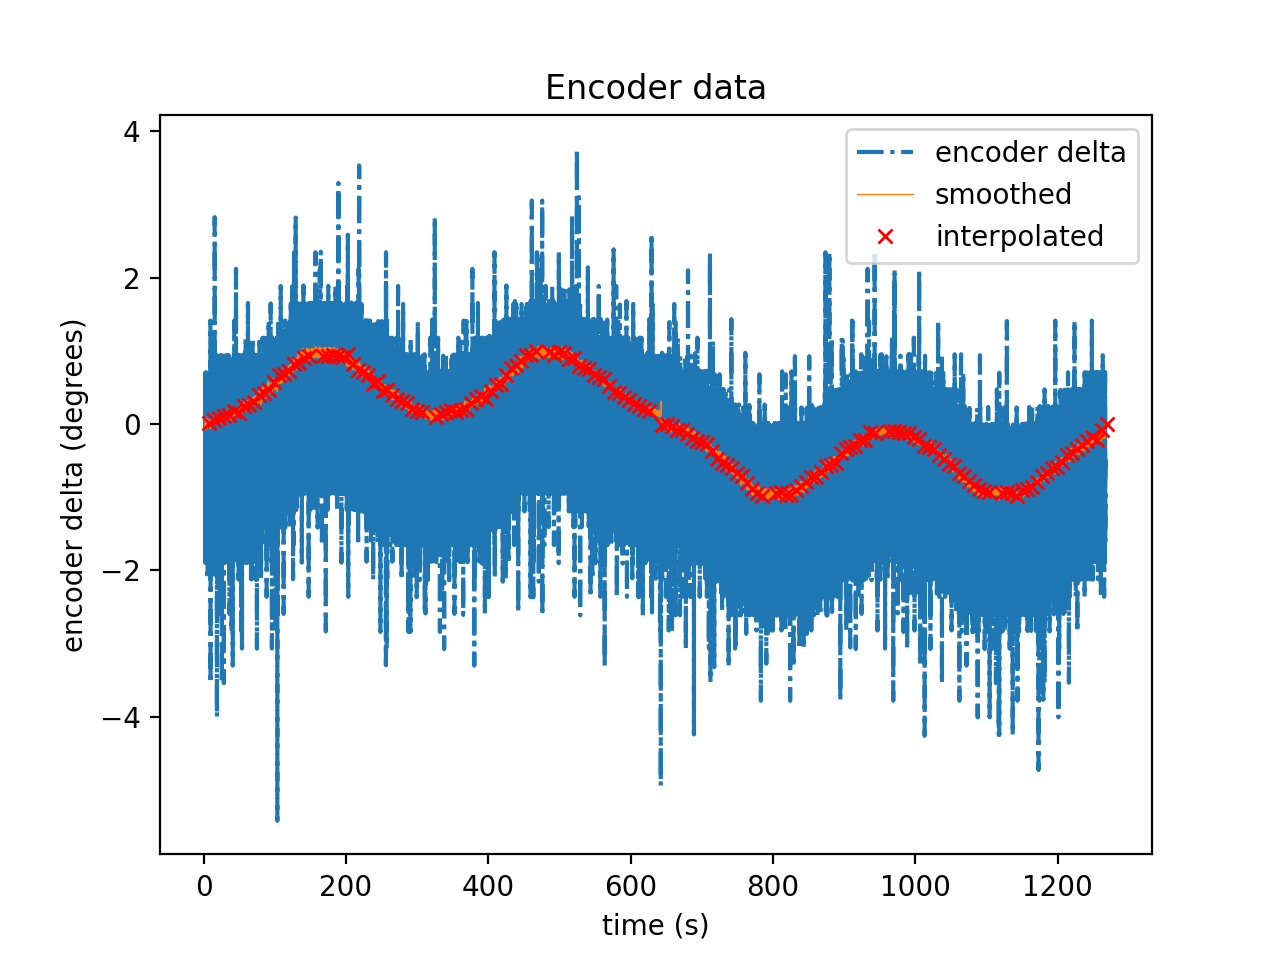 Encoder data
encoder delta
smoothed
interpolated
encoder delta (degrees)
4
2
0
−2
−4
0 200 400 600 800 1000 1200
time (s)